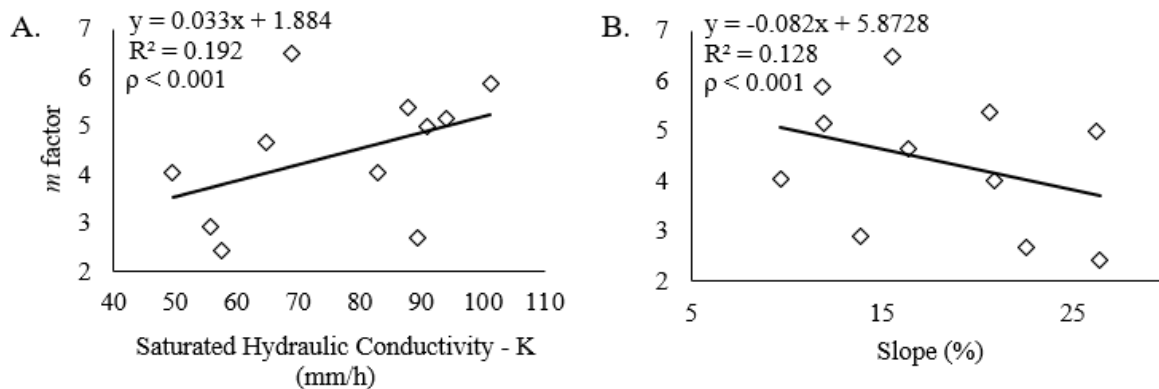 A.
y = 0.033x + 1.884
R² = 0.192
ρ < 0.001
7
6
5
4
3
2
m factor
40 50 60 70 80 90 100 110
Saturated Hydraulic Conductivity - K
(mm/h)
B.
y = -0.082x + 5.8728
R² = 0.128
ρ < 0.001
7
6
5
4
3
2
5 15 25
Slope (%)